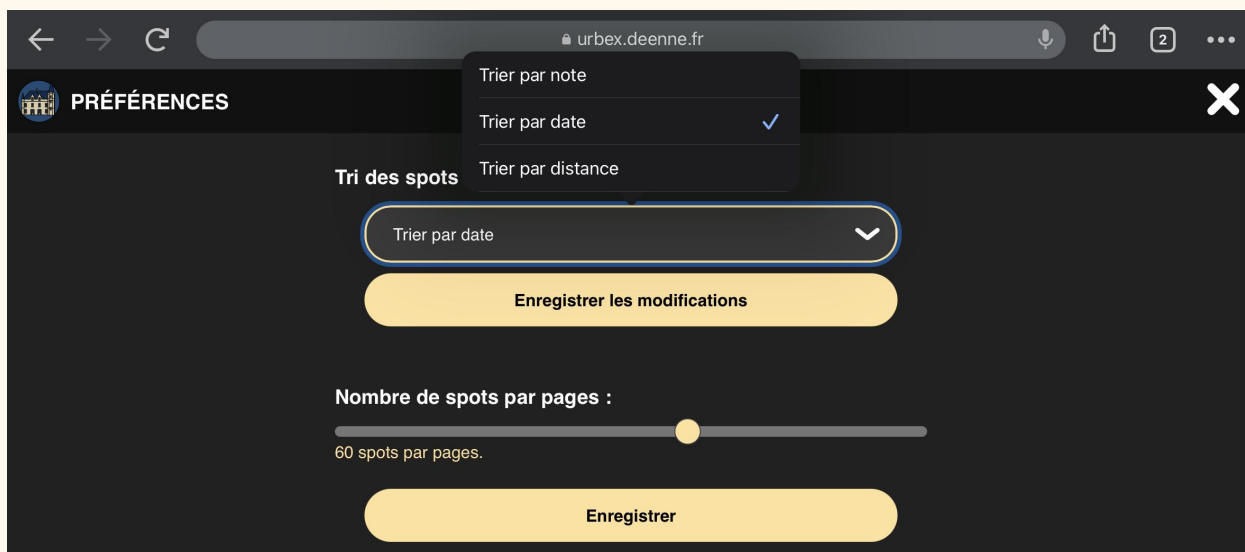 urbex.deenne.fr
2
PRÉFÉRENCES
Trier par note
Trier par date
Trier par distance
Tri des spots
Trier par date
Enregistrer les modifications
Nombre de spots par pages :
60 spots par pages.
Enregistrer